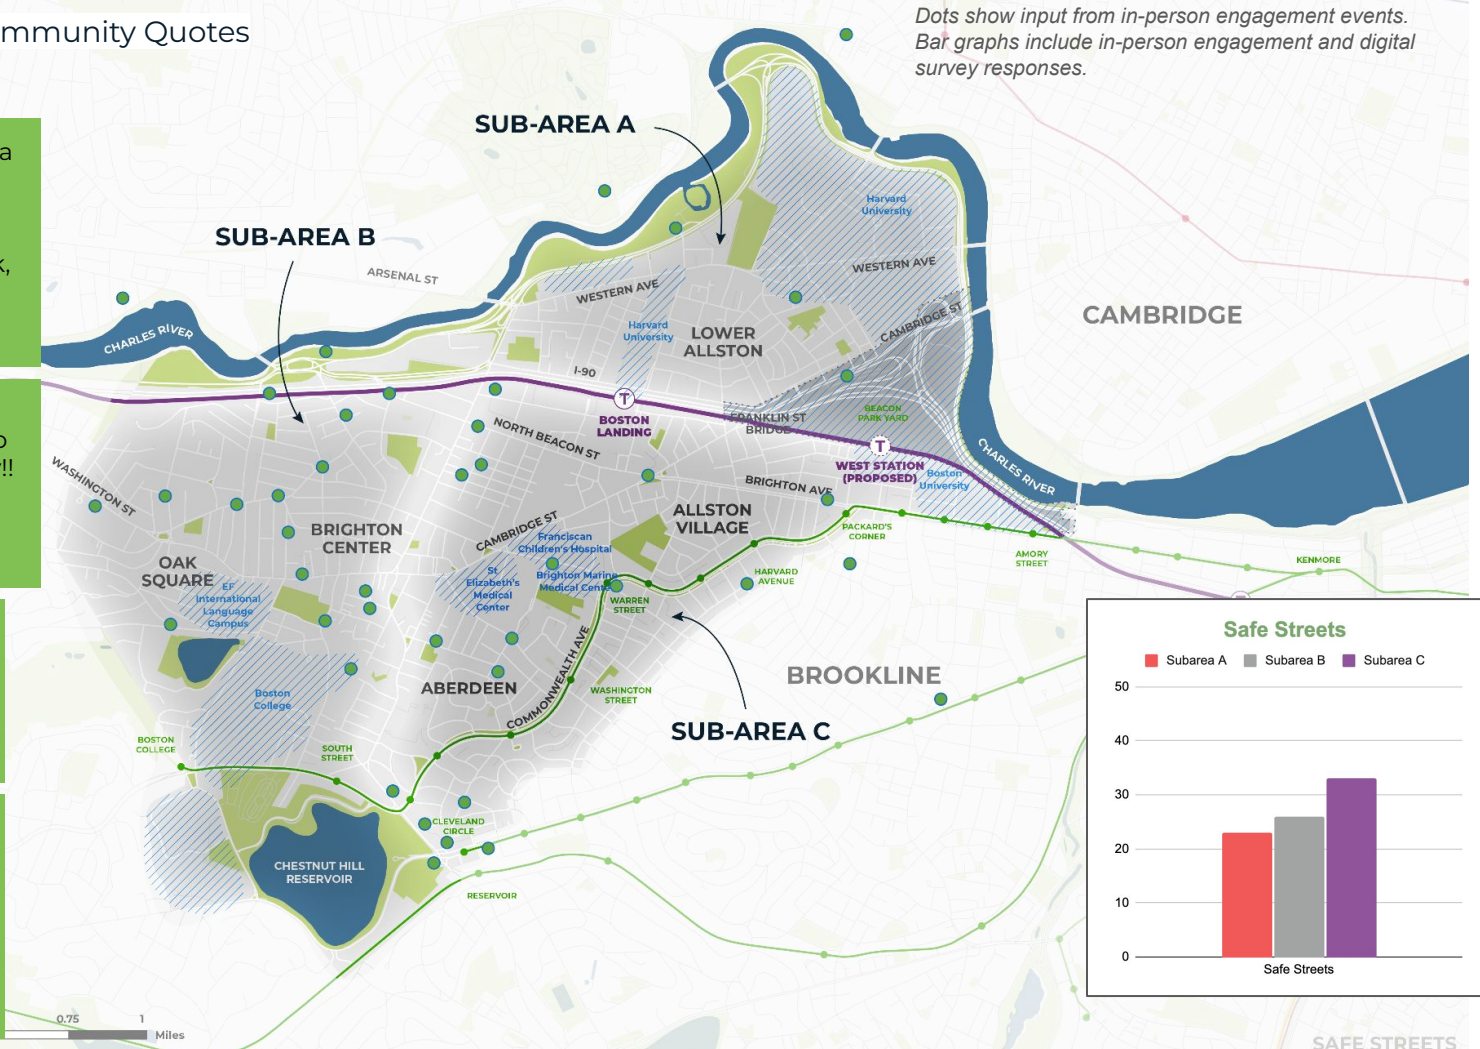 mmunity Quotes
Dots show input from in-person engagement events.
Bar graphs include in-person engagement and digital
survey responses.
a
k,
o
!!
SUB-AREA A
SUB-AREA B
ARSENAL ST
CHARLES RIVER
WESTERN AVE
Harvard
University
WESTERN AVE
Harvard
University
LOWER
ALLSTON
CAMBRIDGE ST
CAMBRIDGE
I-90
T
BOSTON
LANDING
FRANKLIN ST
BRIDGE
BEACON
PARK YARD
NORTH BEACON ST
T
WEST STATION
(PROPOSED)
Boston
University
CHARLES RIVER
WASHINGTON ST
BRIGHTON AVE
ALLSTON
VILLAGE
BRIGHTON
CENTER
CAMBRIDGE ST
Franciscan
Children's Hospital
PACKARD'S
CORNER
AMORY
STREET
KENMORE
OAK
SQUARE
EF
International
Language
Campus
St
Elizabeth's
Medical
Center
Brighton Marine
Medical Center
HARVARD
AVENUE
WARREN
STREET
COMMONWEALTH AVE
BROOKLINE
ABERDEEN
WASHINGTON
STREET
Boston
College
SUB-AREA C
BOSTON
COLLEGE
SOUTH
STREET
CLEVELAND
CIRCLE
CHESTNUT HILL
RESERVOIR
RESERVOIR
Safe Streets
Subarea A
Subarea B
Subarea C
50
40
30
20
10
0
Safe Streets
0.75
1
Miles
SAFE STREETS